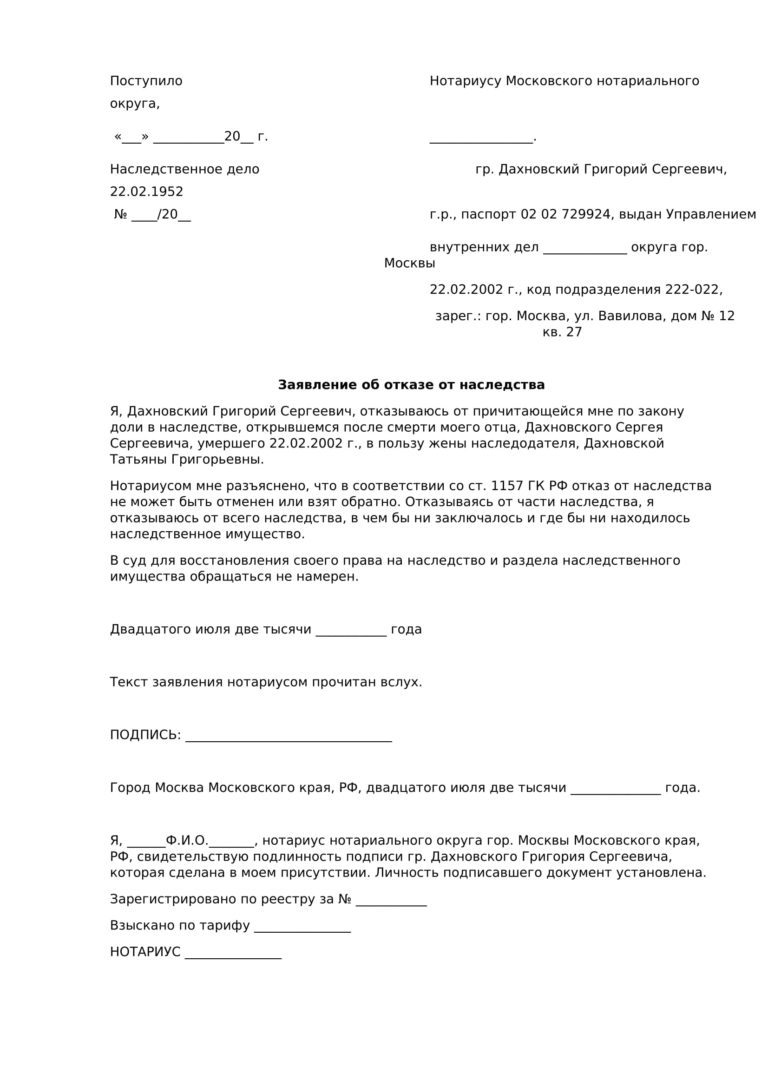 Поступило Нотариусу Московского нотариального
округа,
«___» ___________20__ г. ________________.
Наследственное дело гр. Дахновский Григорий Сергеевич,
22.02.1952
№ ____/20__ г.р., паспорт 02 02 729924, выдан Управлением
внутренних дел _____________ округа гор.
Москвы
22.02.2002 г., код подразделения 222-022,
зарег.: гор. Москва, ул. Вавилова, дом № 12
кв. 27
Заявление об отказе от наследства
Я, Дахновский Григорий Сергеевич, отказываюсь от причитающейся мне по закону
доли в наследстве, открывшемся после смерти моего отца, Дахновского Сергея
Сергеевича, умершего 22.02.2002 г., в пользу жены наследодателя, Дахновской
Татьяны Григорьевны.
Нотариусом мне разъяснено, что в соответствии со ст. 1157 ГК РФ отказ от наследства
не может быть отменен или взят обратно. Отказываясь от части наследства, я
отказываюсь от всего наследства, в чем бы ни заключалось и где бы ни находилось
наследственное имущество.
В суд для восстановления своего права на наследство и раздела наследственного
имущества обращаться не намерен.
Двадцатого июля две тысячи ___________ года
Текст заявления нотариусом прочитан вслух.
ПОДПИСЬ: ________________________________
Город Москва Московского края, РФ, двадцатого июля две тысячи ______________ года.
Я, ______Ф.И.О._______, нотариус нотариального округа гор. Москвы Московского края,
РФ, свидетельствую подлинность подписи гр. Дахновского Григория Сергеевича,
которая сделана в моем присутствии. Личность подписавшего документ установлена.
Зарегистрировано по реестру за № ___________
Взыскано по тарифу _______________
НОТАРИУС _______________